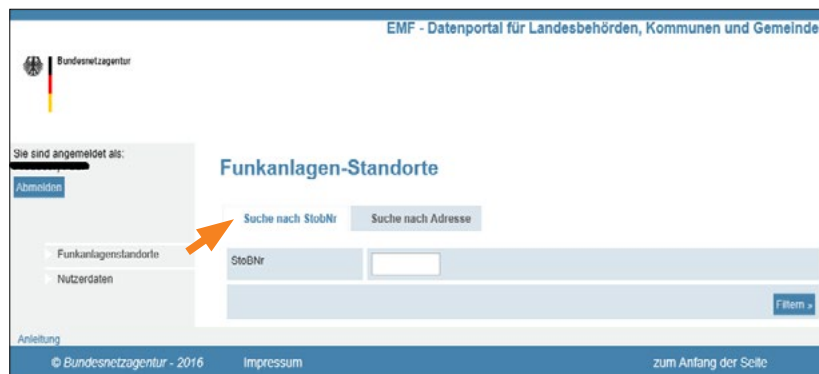 EMF - Datenportal für Landesbehörden, Kommunen und Gemeinde
Bundesnetzagentur
Sie sind angemeldet als:
Abmelden
Funkanlagen-Standorte
Suche nach StobNr
Suche nach Adresse
Funkanlagenstandorte
StoBNr
Nutzerdaten
Filtern »
Anleitung
© Bundesnetzagentur - 2016
Impressum
zum Anfang der Seite